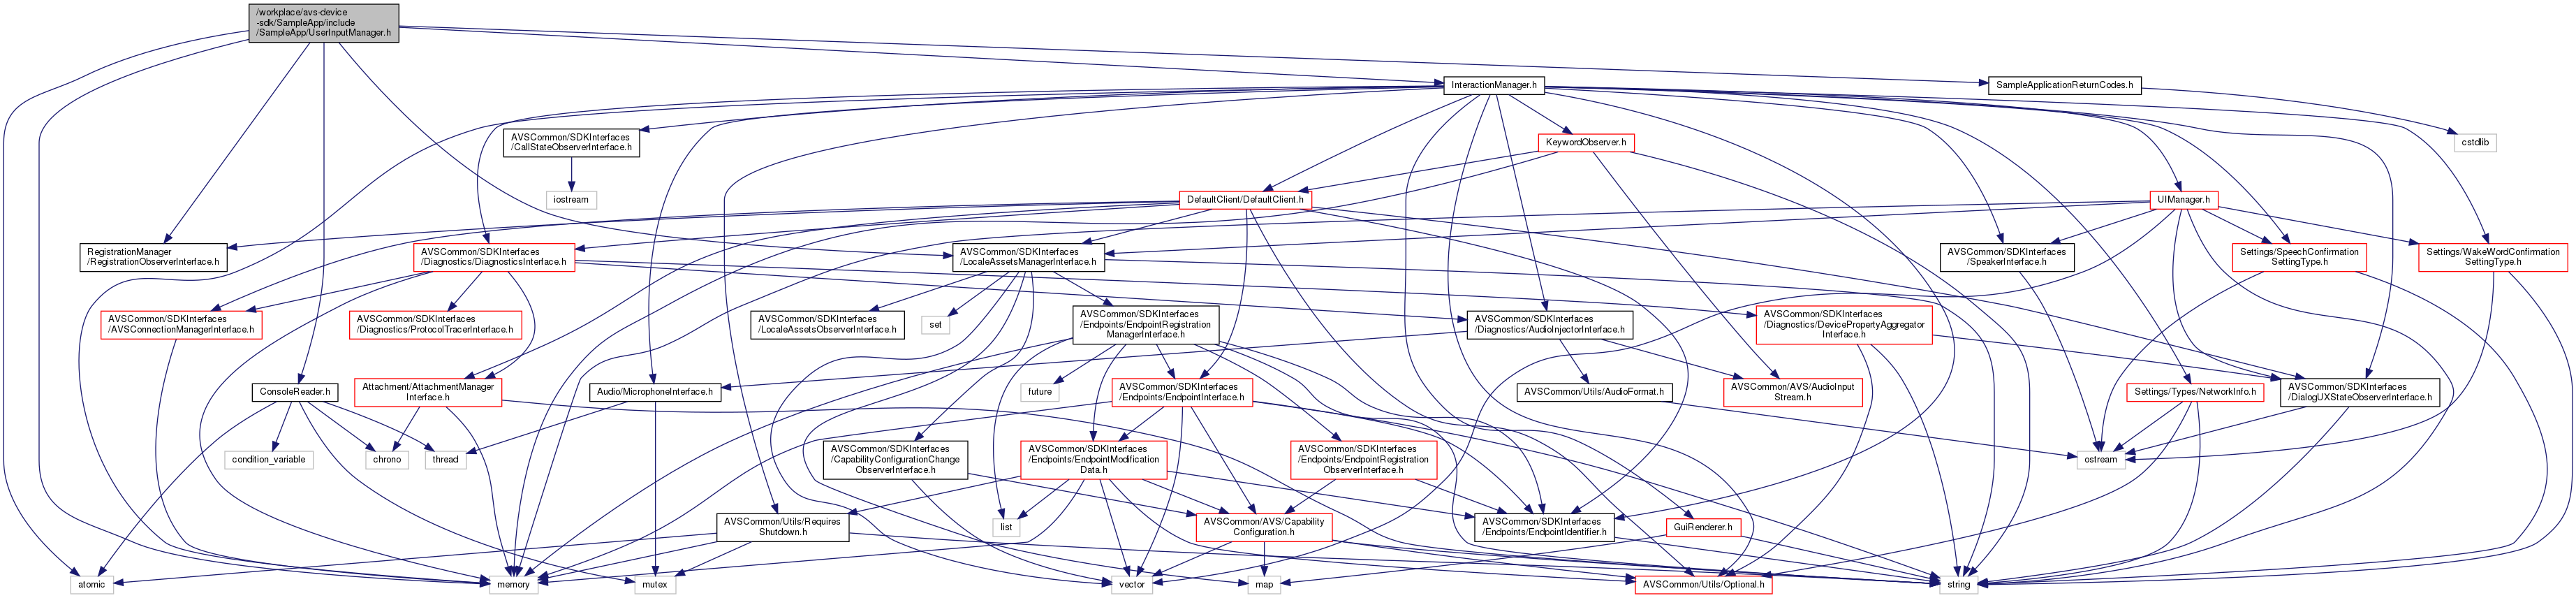 /workplace/avs-device
-sdk/SampleApp/include
/SampleApp/UserInputManager.h
InteractionManager.h
SampleApplicationReturnCodes.h
AVSCommon/SDKInterfaces
/CallStateObserverInterface.h
KeywordObserver.h
cstdlib
iostream
DefaultClient/DefaultClient.h
UIManager.h
RegistrationManager
/RegistrationObserverInterface.h
AVSCommon/SDKInterfaces
/Diagnostics/DiagnosticsInterface.h
AVSCommon/SDKInterfaces
/LocaleAssetsManagerInterface.h
AVSCommon/SDKInterfaces
/SpeakerInterface.h
Settings/SpeechConfirmation
SettingType.h
Settings/WakeWordConfirmation
SettingType.h
AVSCommon/SDKInterfaces
/AVSConnectionManagerInterface.h
AVSCommon/SDKInterfaces
/Diagnostics/ProtocolTracerInterface.h
AVSCommon/SDKInterfaces
/LocaleAssetsObserverInterface.h
set
AVSCommon/SDKInterfaces
/Endpoints/EndpointRegistration
ManagerInterface.h
AVSCommon/SDKInterfaces
/Diagnostics/AudioInjectorInterface.h
AVSCommon/SDKInterfaces
/Diagnostics/DevicePropertyAggregator
Interface.h
ConsoleReader.h
Attachment/AttachmentManager
Interface.h
Audio/MicrophoneInterface.h
future
AVSCommon/SDKInterfaces
/Endpoints/EndpointInterface.h
AVSCommon/Utils/AudioFormat.h
AVSCommon/AVS/AudioInput
Stream.h
Settings/Types/NetworkInfo.h
AVSCommon/SDKInterfaces
/DialogUXStateObserverInterface.h
condition_variable
chrono
thread
AVSCommon/SDKInterfaces
/CapabilityConfigurationChange
ObserverInterface.h
AVSCommon/SDKInterfaces
/Endpoints/EndpointModification
Data.h
AVSCommon/SDKInterfaces
/Endpoints/EndpointRegistration
ObserverInterface.h
ostream
AVSCommon/Utils/Requires
Shutdown.h
list
AVSCommon/AVS/Capability
Configuration.h
AVSCommon/SDKInterfaces
/Endpoints/EndpointIdentifier.h
GuiRenderer.h
atomic
memory
mutex
vector
map
AVSCommon/Utils/Optional.h
string